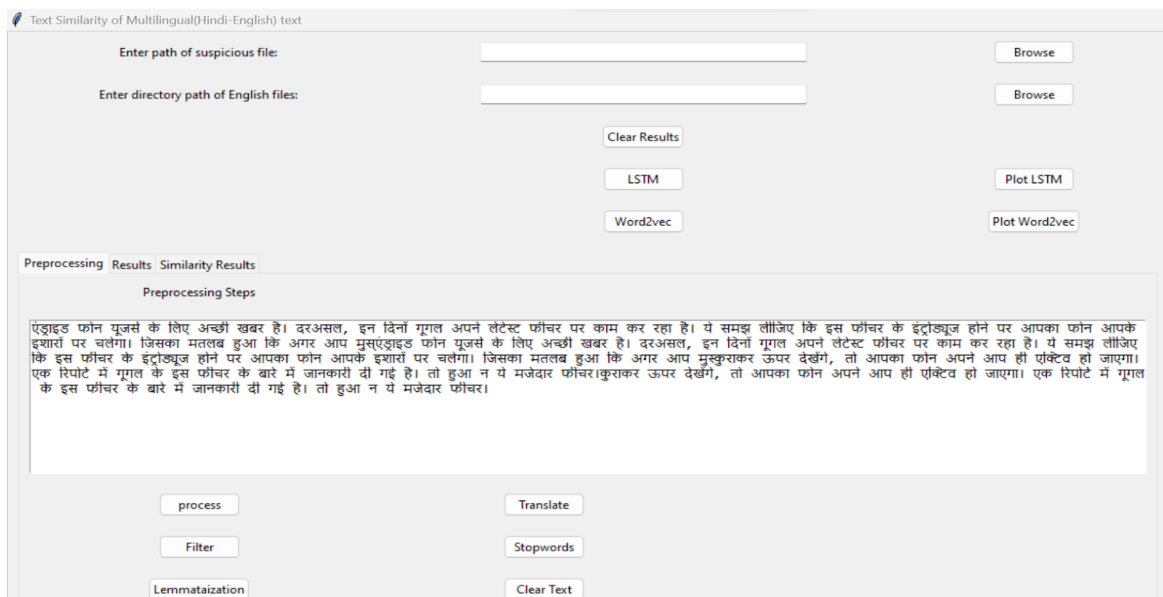 Text Similarity of Multilingual(Hindi-English) text
Enter path of suspicious file:
Browse
Enter directory path of English files:
Browse
Clear Results
LSTM
Plot LSTM
Word2vec
Plot Word2vec
Preprocessing Results Similarity Results
Preprocessing Steps
एंड्राइड फोन यूजर्स के लिए अच्छी खबर है। दरअसल, इन दिनों गूगल अपने लेटेस्ट फीचर पर काम कर रहा है। ये समझ लीजिए कि इस फीचर के इंट्रोड्यूज होने पर आपका फोन आपके
इशारों पर चलेगा। जिसका मतलब हुआ कि अगर आप मुस्एंड्राइड फोन यूजर्स के लिए अच्छी खबर है। दरअसल, इन दिनों गूगल अपने लेटेस्ट फीचर पर काम कर रहा है। ये समझ लीजिए
कि इस फीचर के इंट्रोड्यूज होने पर आपका फोन आपके इशारों पर चलेगा। जिसका मतलब हुआ कि अगर आप मुस्कुराकर ऊपर देखेंगे, तो आपका फोन अपने आप ही एक्टिव हो जाएगा।
एक रिपोर्ट में गूगल के इस फीचर के बारे में जानकारी दी गई है। तो हुआ न ये मजेदार फीचर।कुराकर ऊपर देखेंगे, तो आपका फोन अपने आप ही एक्टिव हो जाएगा। एक रिपोर्ट में गूगल
के इस फीचर के बारे में जानकारी दी गई है। तो हुआ न ये मजेदार फीचर।
process
Translate
Filter
Stopwords
Lemmataization
Clear Text